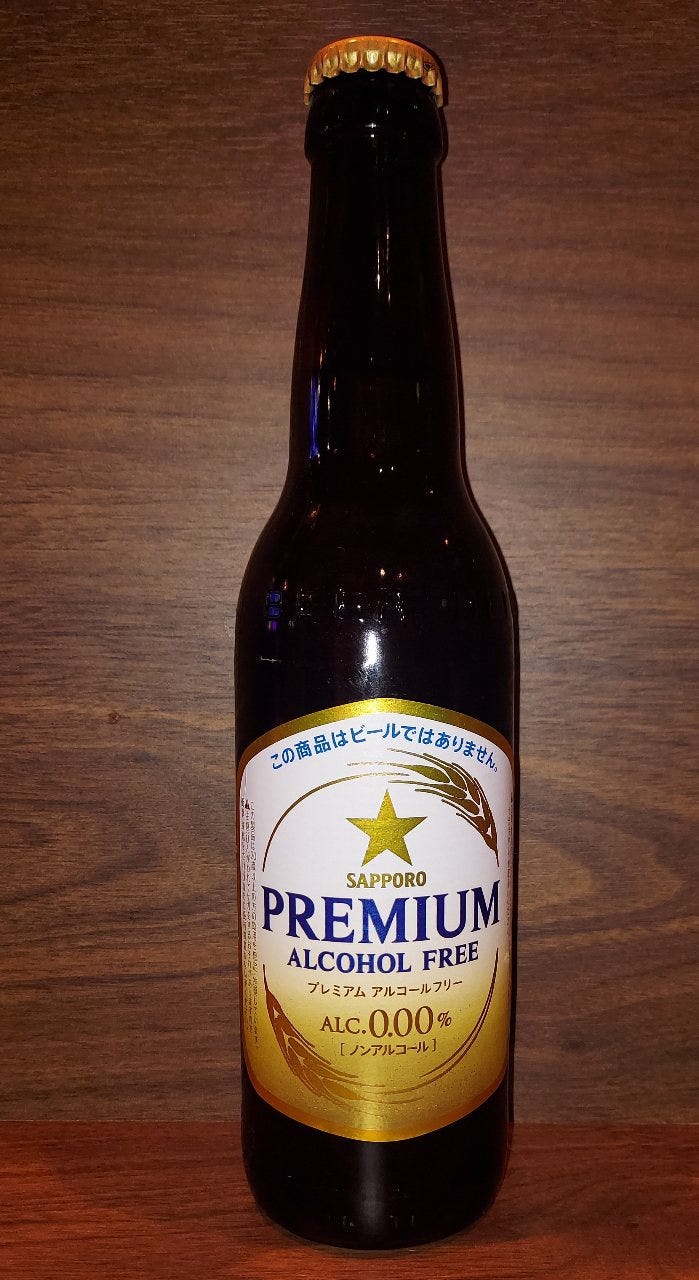 この商品はビールではありません。
SAPPORO
PREMIUM
ALCOHOL FREE
プレミアム アルコールフリー
ALC.0.00%
[ノンアルコール]